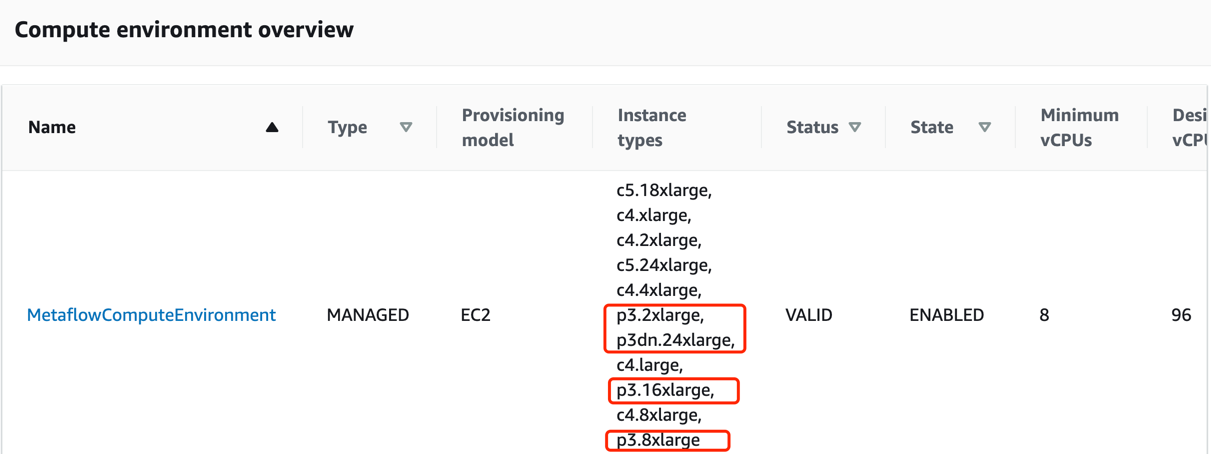 Compute environment overview
Name Type Provisioning model Instance types Status State Minimum vCPUs
c5.18xlarge,
c4.xlarge,
c4.2xlarge,
c5.24xlarge,
c4.4xlarge,
MetaflowComputeEnvironment MANAGED EC2 p3.2xlarge, VALID ENABLED 8 96
p3dn.24xlarge,
c4.large,
p3.16xlarge,
c4.8xlarge,
p3.8xlarge